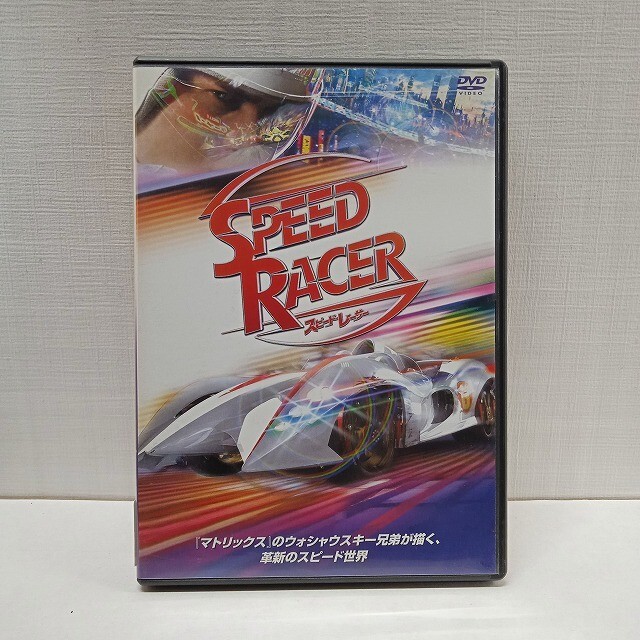 DVD
VIDEO
SPEED
RACER
スピード・レーサー
『マトリックス』のウォシャウスキー兄弟が描く、
革新のスピード世界